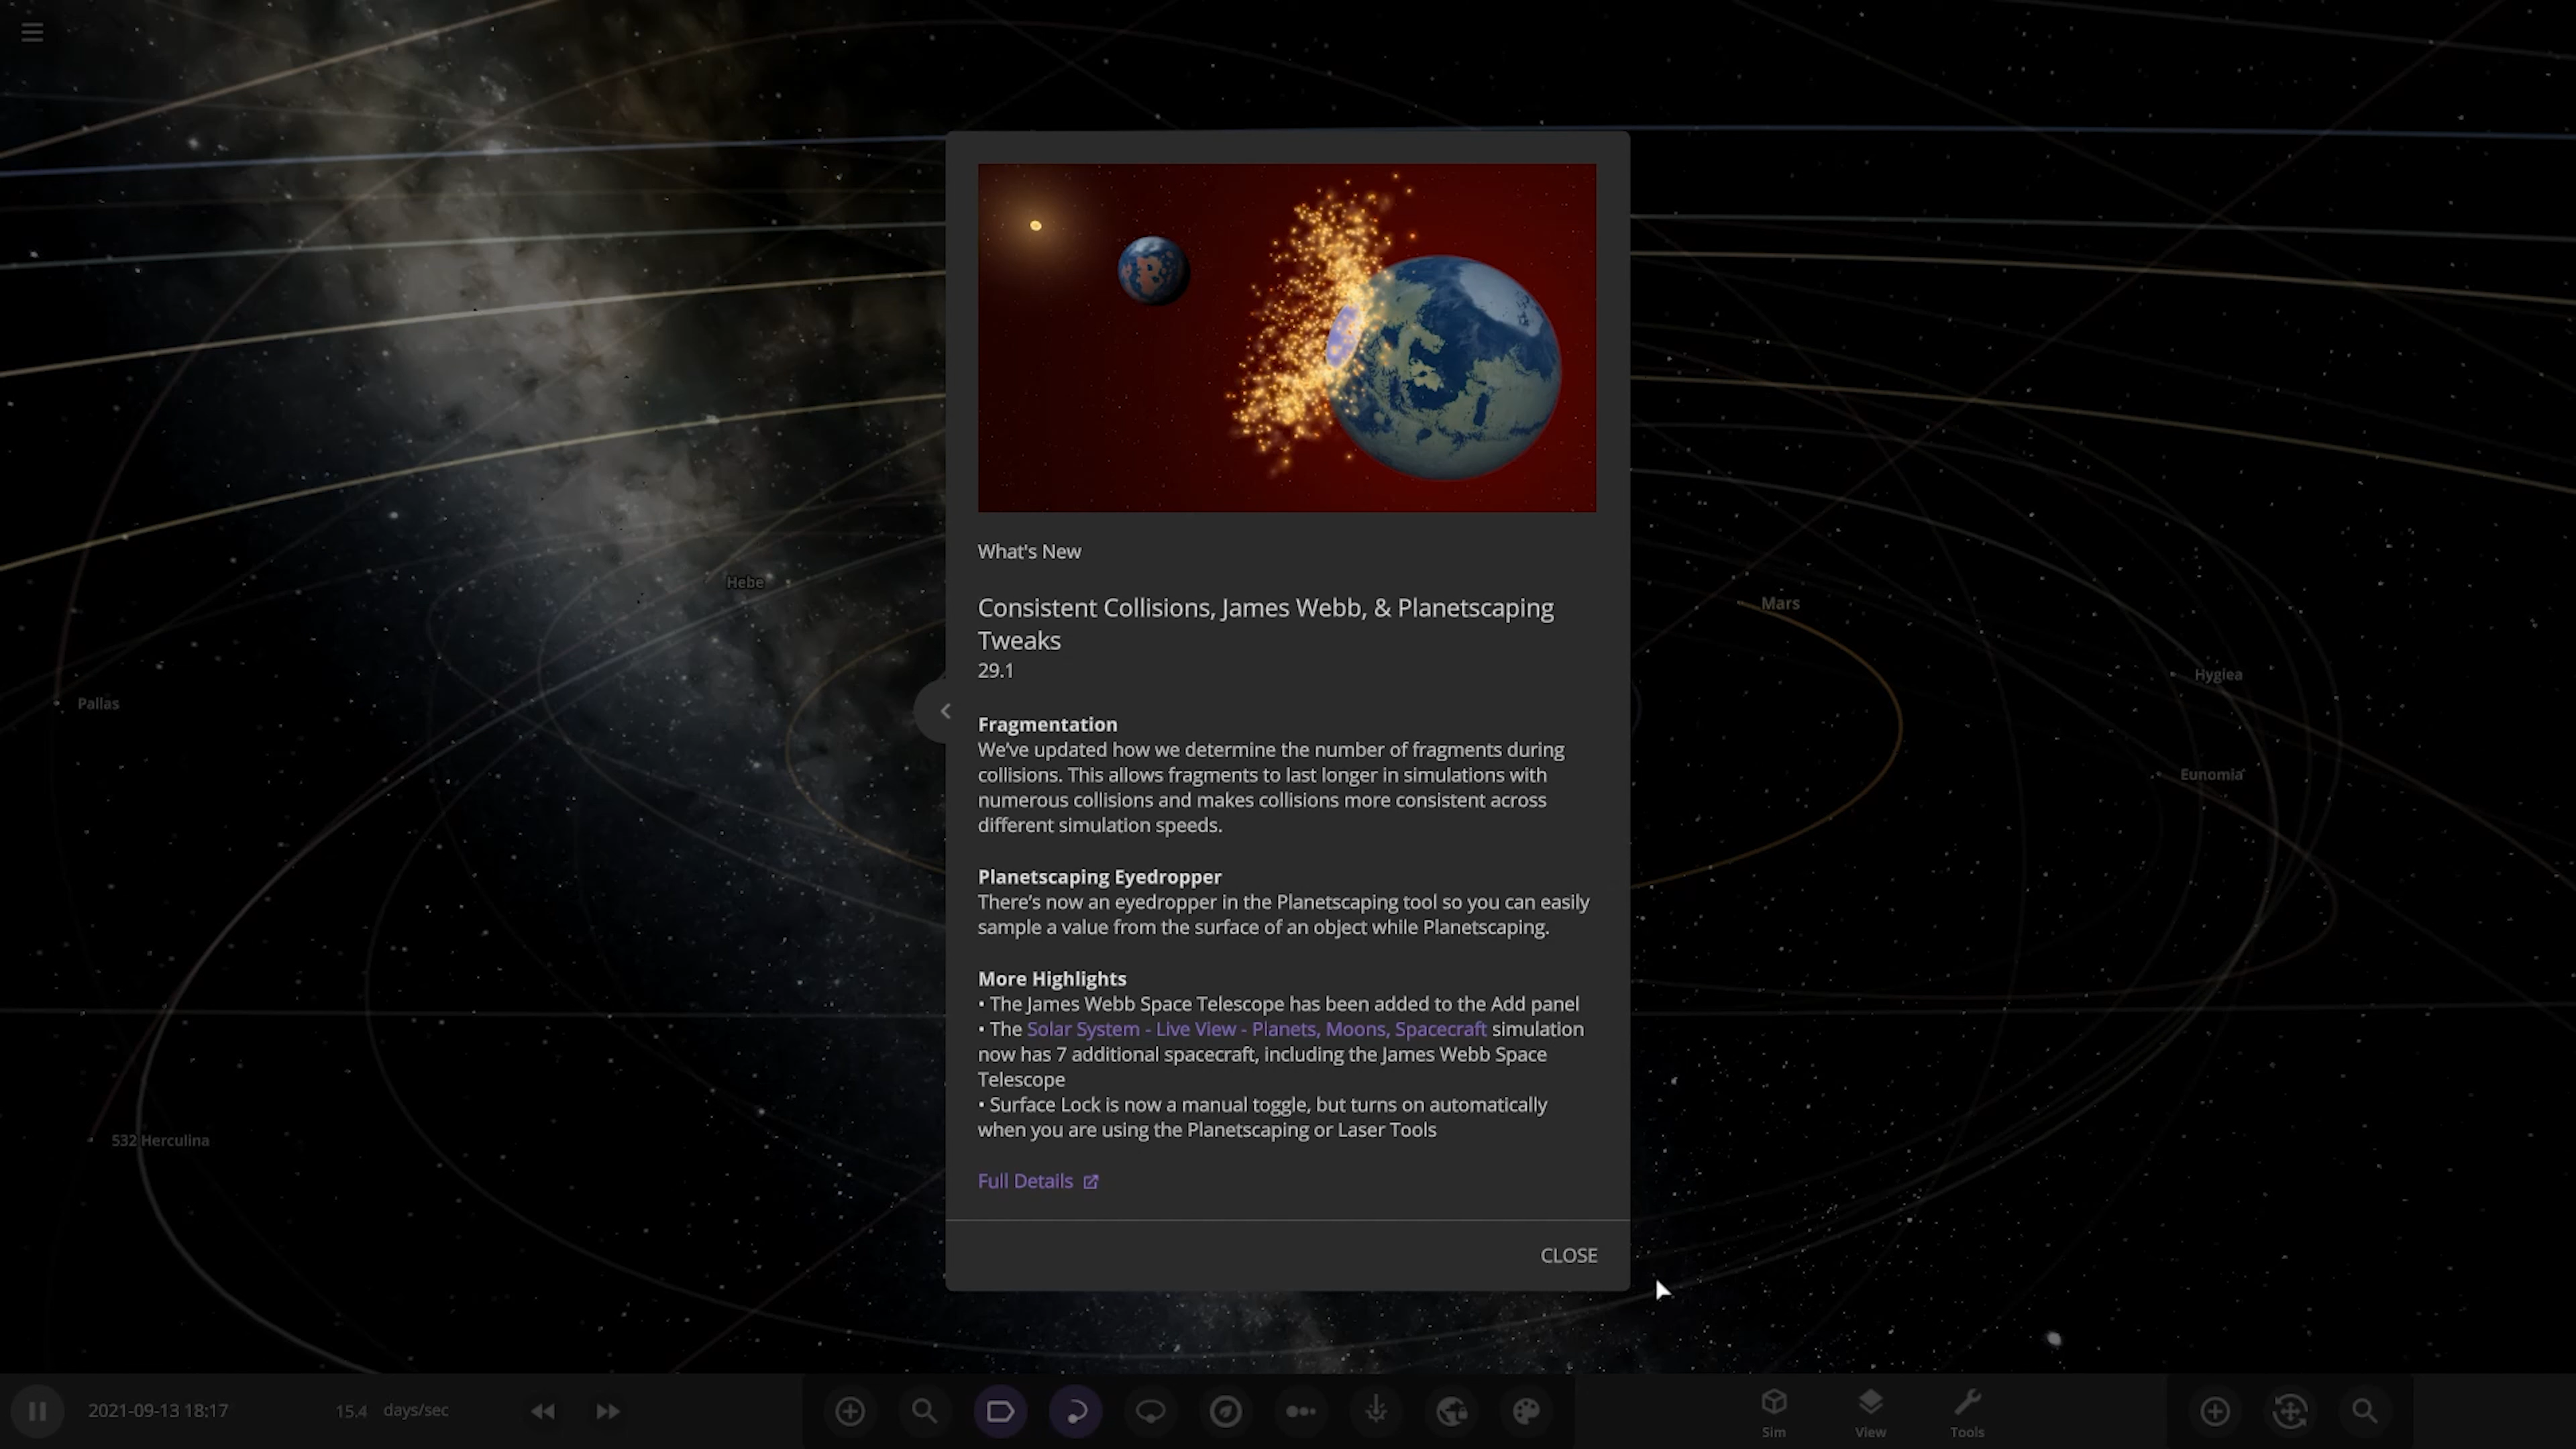 What's New
Consistent Collisions, James Webb, & Planetscaping
Tweaks
29.1
Fragmentation
We've updated how we determine the number of fragments during
collisions. This allows fragments to last longer in simulations with
numerous collisions and makes collisions more consistent across
different simulation speeds.
Planetscaping Eyedropper
There's now an eyedropper in the Planetscaping tool so you can easily
sample a value from the surface of an object while Planetscaping.
More Highlights
• The James Webb Space Telescope has been added to the Add panel
• The Solar System - Live View - Planets, Moons, Spacecraft simulation
now has 7 additional spacecraft, including the James Webb Space
Telescope
• Surface Lock is now a manual toggle, but turns on automatically
when you are using the Planetscaping or Laser Tools
Full Details
CLOSE
Hebe
Mars
Pallas
Hygiea
Eunomia
532 Herculina
2021-09-13 18:17
15.4 days/sec
Sim
View
Tools